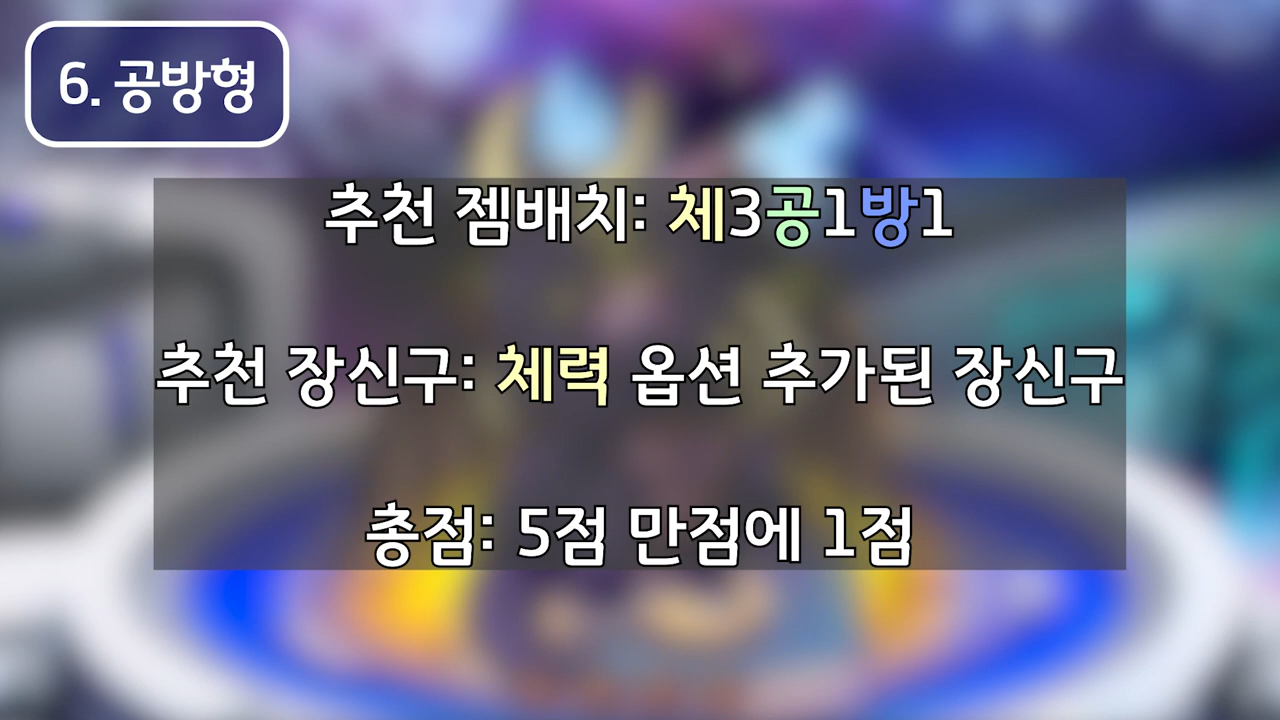 6. 공방형
추천 젬배치: 체3공1방1
추천 장신구: 체력 옵션 추가된 장신구
총점: 5점 만점에 1점